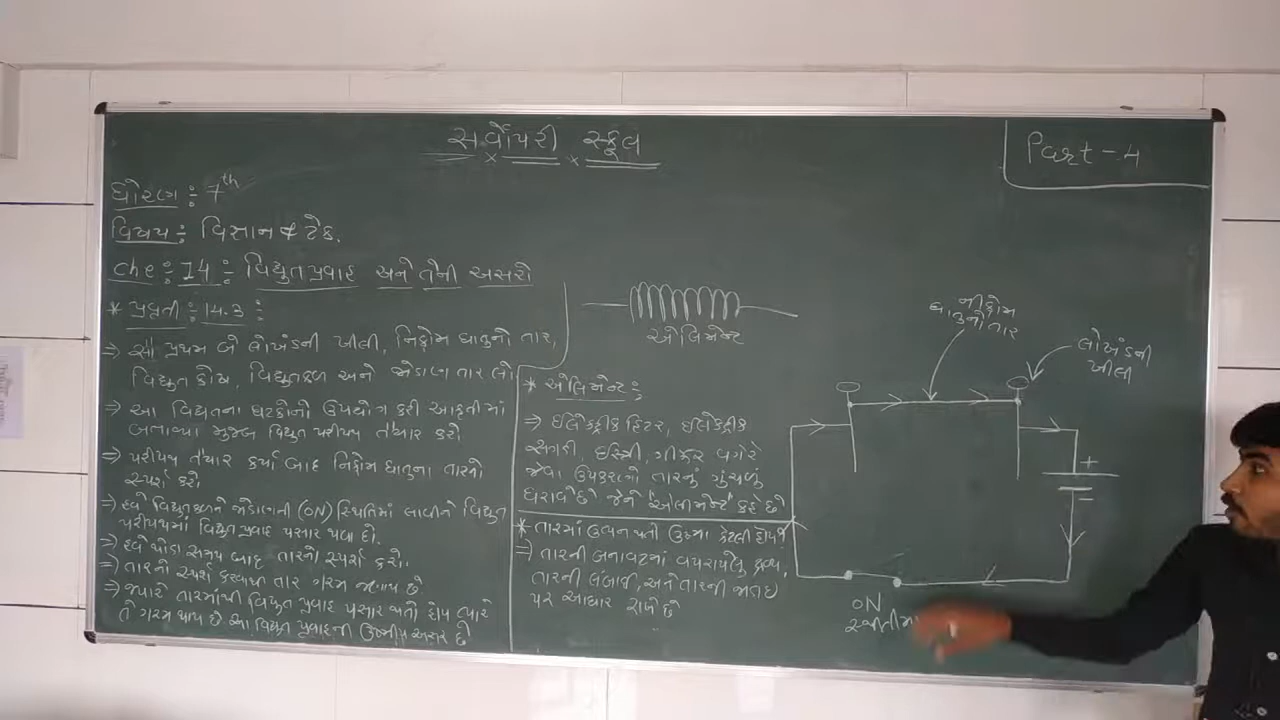 સર્વોપરી સ્કૂલ
Part - 4
ધોરણ : 7th
વિષય : વિજ્ઞાન & ટેક.
che : 14 : વિદ્યુતપ્રવાહ અને તેની અસરો
* પ્રવૃતી : 14.3 :
⇒ સૌ પ્રથમ બે લોખંડની ખીલી, નિક્રોમ ધાતુનો તાર,
વિદ્યુત કોષ, વિદ્યુતકળ અને જોડાણ તાર લો.
⇒ આ વિદ્યુતના ઘટકોનો ઉપયોગ કરી આકૃતીમાં
બતાવ્યા મુજબ વિદ્યુત પરીપથ તૈયાર કરો
⇒ પરીપથ તૈયાર કર્યા બાદ નિક્રોમ ધાતુના તારનો
સ્પર્શ કરો
⇒ હવે વિદ્યુતકળને જોડાણની (ON) સ્થિતિમાં લાવીને વિદ્યુત
પરીપથમાં વિદ્યુત પ્રવાહ પસાર થવા દો.
⇒ હવે થોડા સમય બાદ તારનો સ્પર્શ કરો.
⇒ તારનો સ્પર્શ કરવાથી તાર ગરમ જણાય છે
⇒ જ્યારે તારમાંથી વિદ્યુત પ્રવાહ પસાર થતો હોય ત્યારે
તે ગરમ થાય છે આ વિદ્યુત પ્રવાહની ઉષ્મીય અસર છે
એલિમેન્ટ
* એલિમેન્ટ :
⇒ ઈલેકટ્રીક હિટર, ઈલેકટ્રીક
સગડી, ઈસ્ત્રી, ગીઝર વગેરે
જેવા ઉપકરણો તારનું ગુંચળું
ધરાવે છે જેને 'એલીમેન્ટ' કહે છે
* તારમાં ઉત્પન થતી ઉષ્મા કેટલી હોય?
⇒ તારની બનાવટમાં વપરાયેલુ દ્રવ્ય,
તારની લંબાઈ, અને તારની જાડાઈ
પર આધાર રાખે છે
નીક્રોમ
ધાતુનો તાર
લોખંડની
ખીલી
+
−
ON